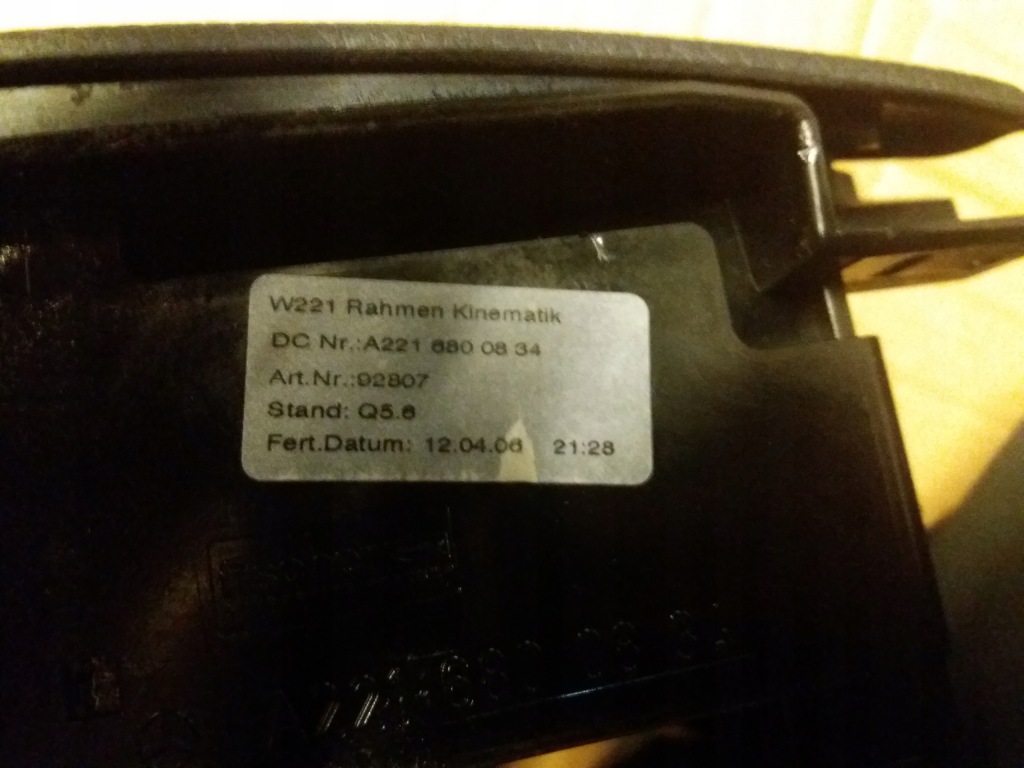 W221 Rahmen Kinematik
DC Nr.:A221 680 08 34
Art.Nr.:92807
Stand: Q5.6
Fert.Datum: 12.04.06 21:28